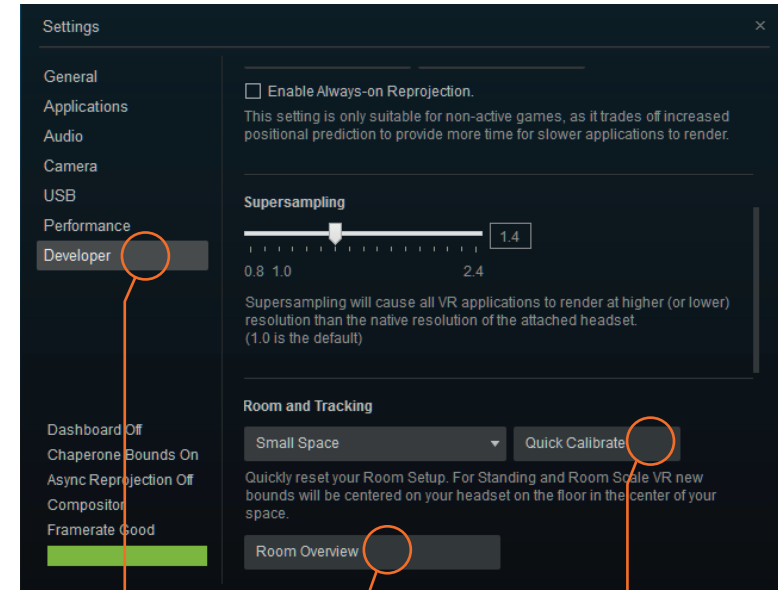 Settings
×
General
Applications
Audio
Camera
USB
Performance
Developer
Enable Always-on Reprojection.
This setting is only suitable for non-active games, as it trades off increased
positional prediction to provide more time for slower applications to render.
Supersampling
1.4
0.8 1.0 2.4
Supersampling will cause all VR applications to render at higher (or lower)
resolution than the native resolution of the attached headset.
(1.0 is the default)
Room and Tracking
Small Space
Quick Calibrate
Quickly reset your Room Setup. For Standing and Room Scale VR new
bounds will be centered on your headset on the floor in the center of your
space.
Room Overview
Dashboard Off
Chaperone Bounds On
Async Reprojection Off
Compositor
Framerate Good